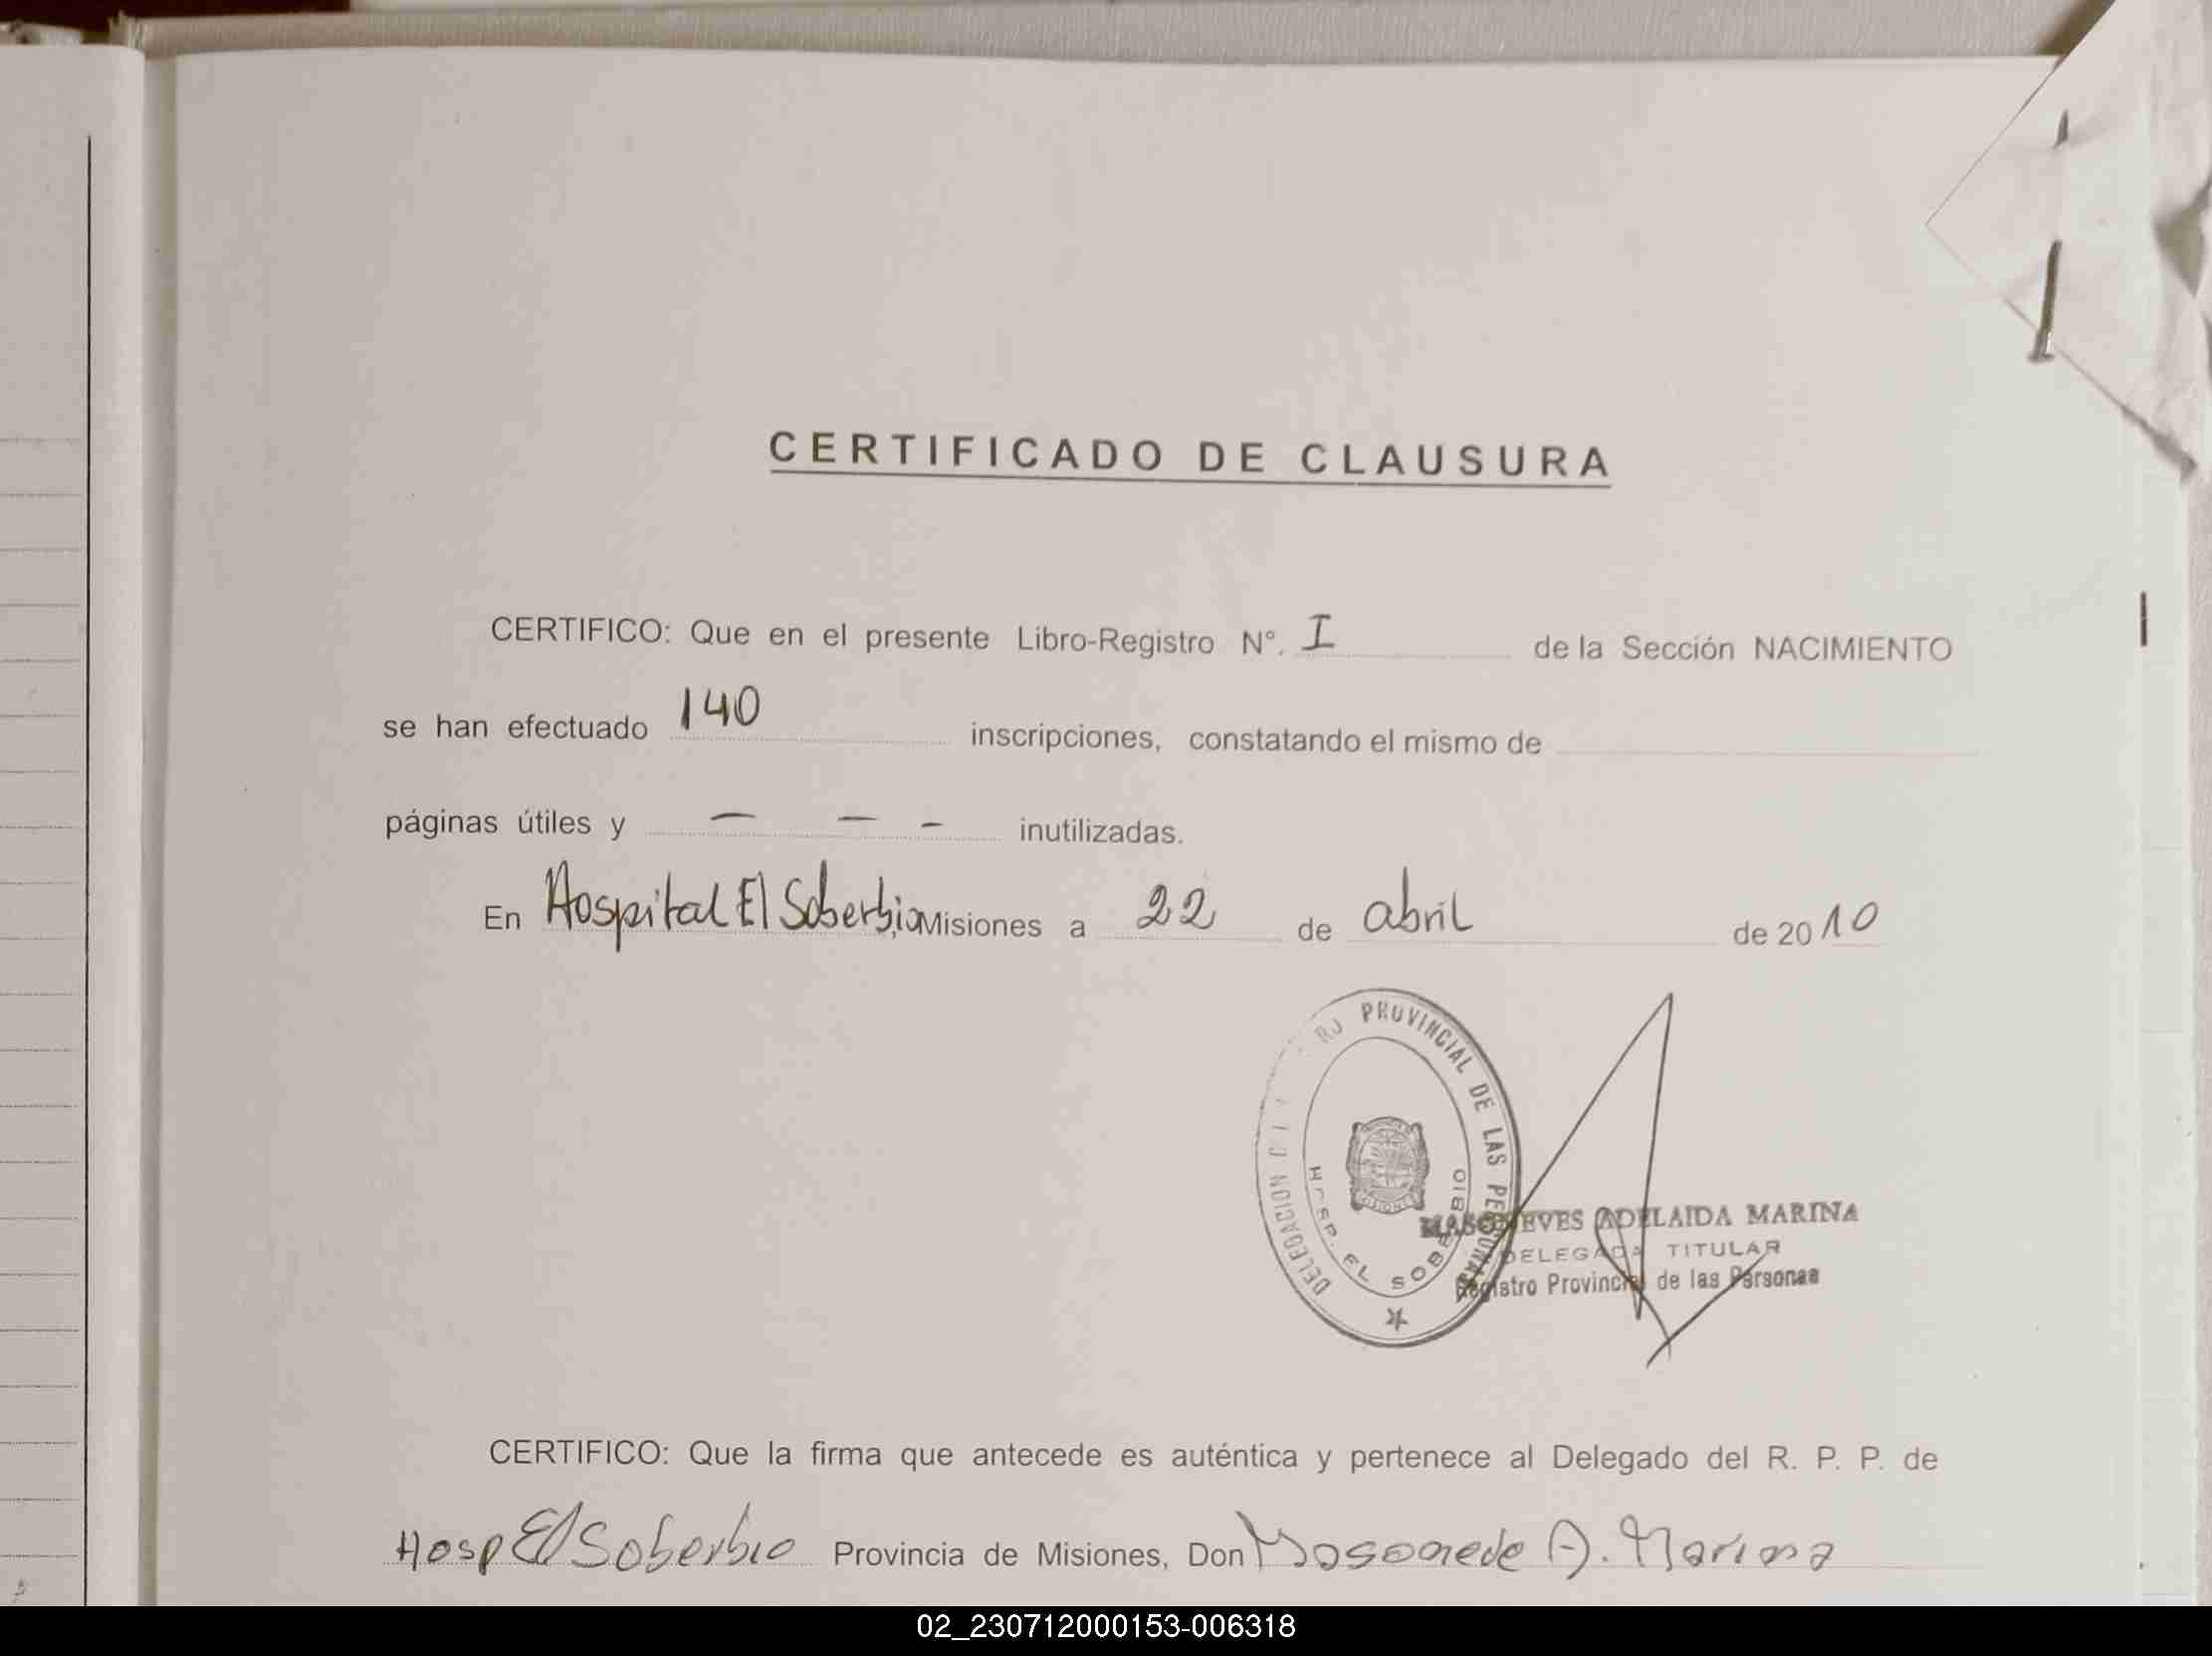 CERTIFICADO DE CLAUSURA
CERTIFICO: Que en el presente Libro-Registro N°. I de la Sección NACIMIENTO
se han efectuado 140 inscripciones, constatando el mismo de
páginas útiles y — — - inutilizadas.
En Hospital El Soberbio, Misiones a 22 de abril de 2010
PROVINCIAL DE LAS PERSONAS
DELEGACION
HOSP. EL SOBERBIO
MISIONES
ADELAIDA MARINA
DELEGADA TITULAR
Registro Provincial de las Personas
CERTIFICO: Que la firma que antecede es auténtica y pertenece al Delegado del R. P. P. de
Hosp El Soberbio Provincia de Misiones, Don A. Marina
02_230712000153-006318